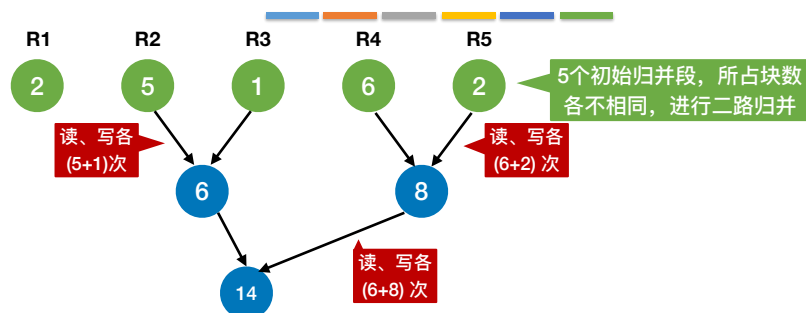 R1 R2 R3 R4 R5
2 5 1 6 2
5个初始归并段，所占块数
各不相同，进行二路归并
读、写各
(5+1)次
读、写各
(6+2) 次
6 8
读、写各
(6+8) 次
14